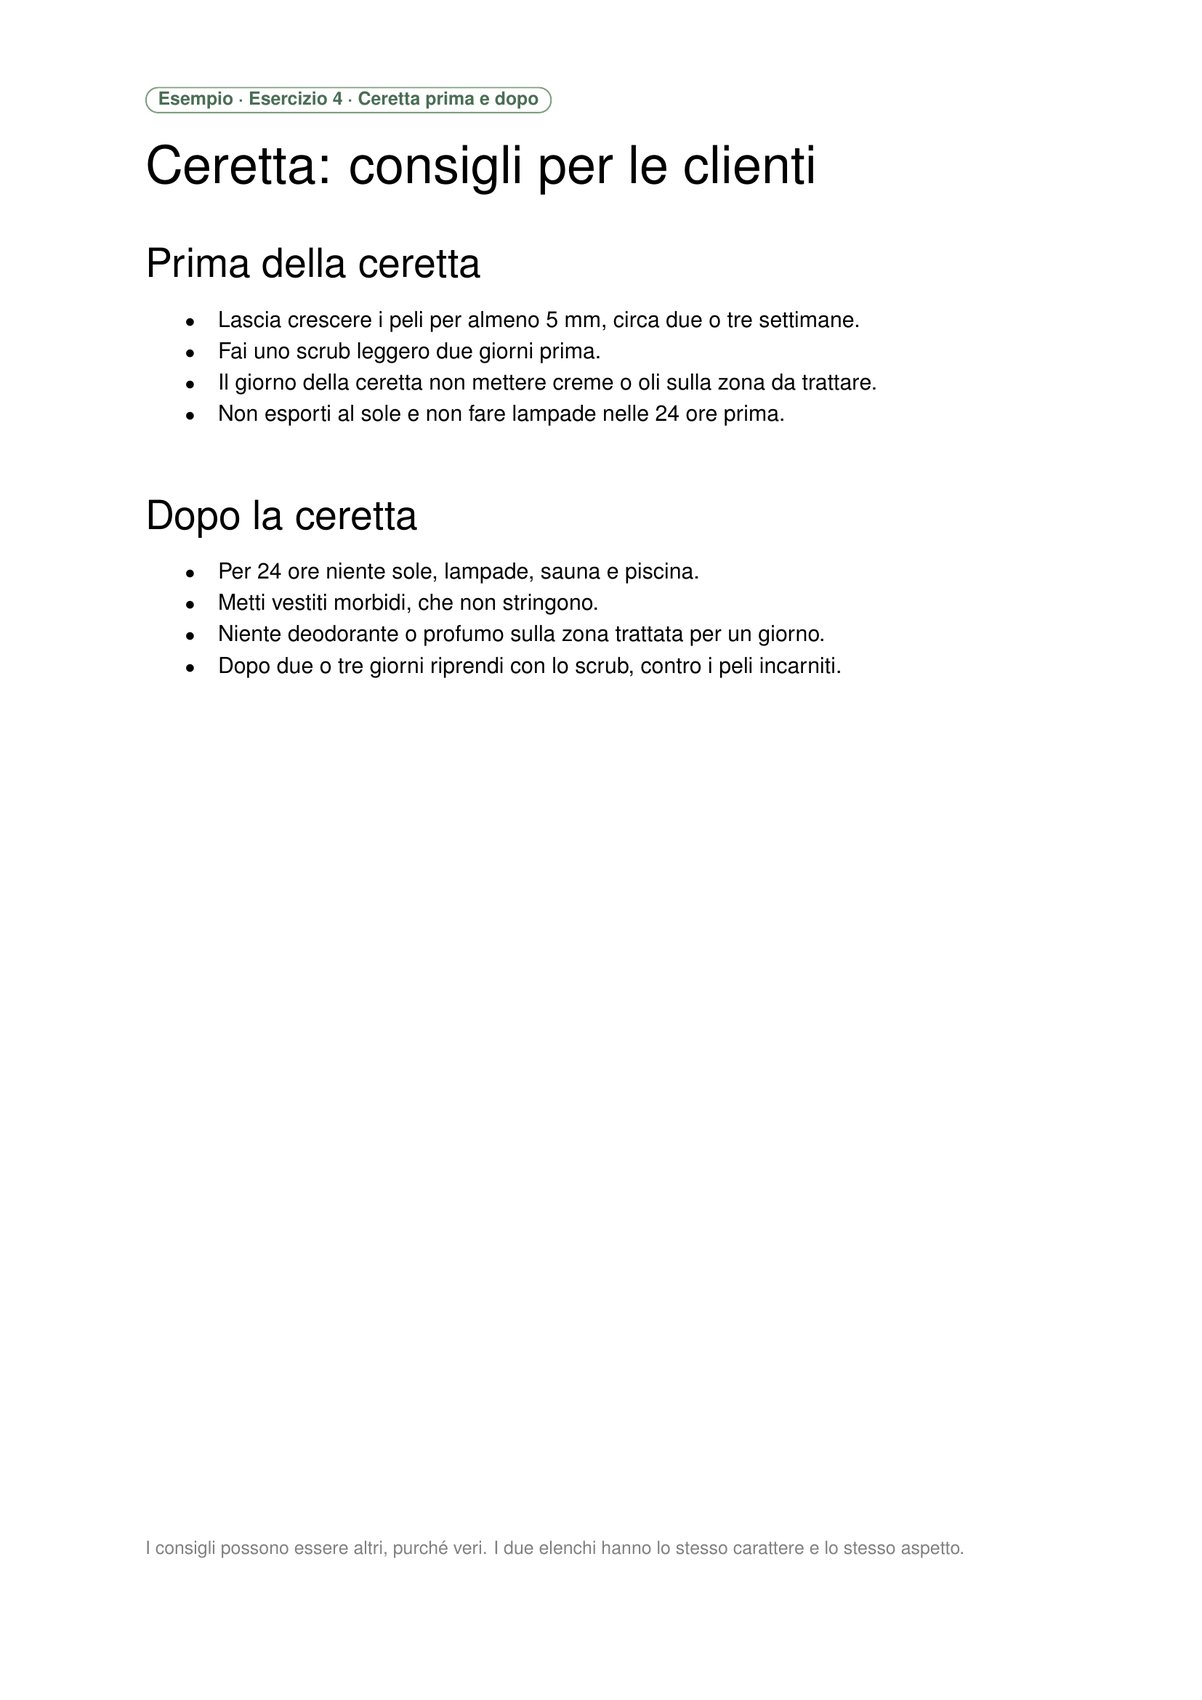 Esempio · Esercizio 4 · Ceretta prima e dopo
Ceretta: consigli per le clienti
Prima della ceretta
• Lascia crescere i peli per almeno 5 mm, circa due o tre settimane.
• Fai uno scrub leggero due giorni prima.
• Il giorno della ceretta non mettere creme o oli sulla zona da trattare.
• Non esporti al sole e non fare lampade nelle 24 ore prima.
Dopo la ceretta
• Per 24 ore niente sole, lampade, sauna e piscina.
• Metti vestiti morbidi, che non stringono.
• Niente deodorante o profumo sulla zona trattata per un giorno.
• Dopo due o tre giorni riprendi con lo scrub, contro i peli incarniti.
I consigli possono essere altri, purché veri. I due elenchi hanno lo stesso carattere e lo stesso aspetto.